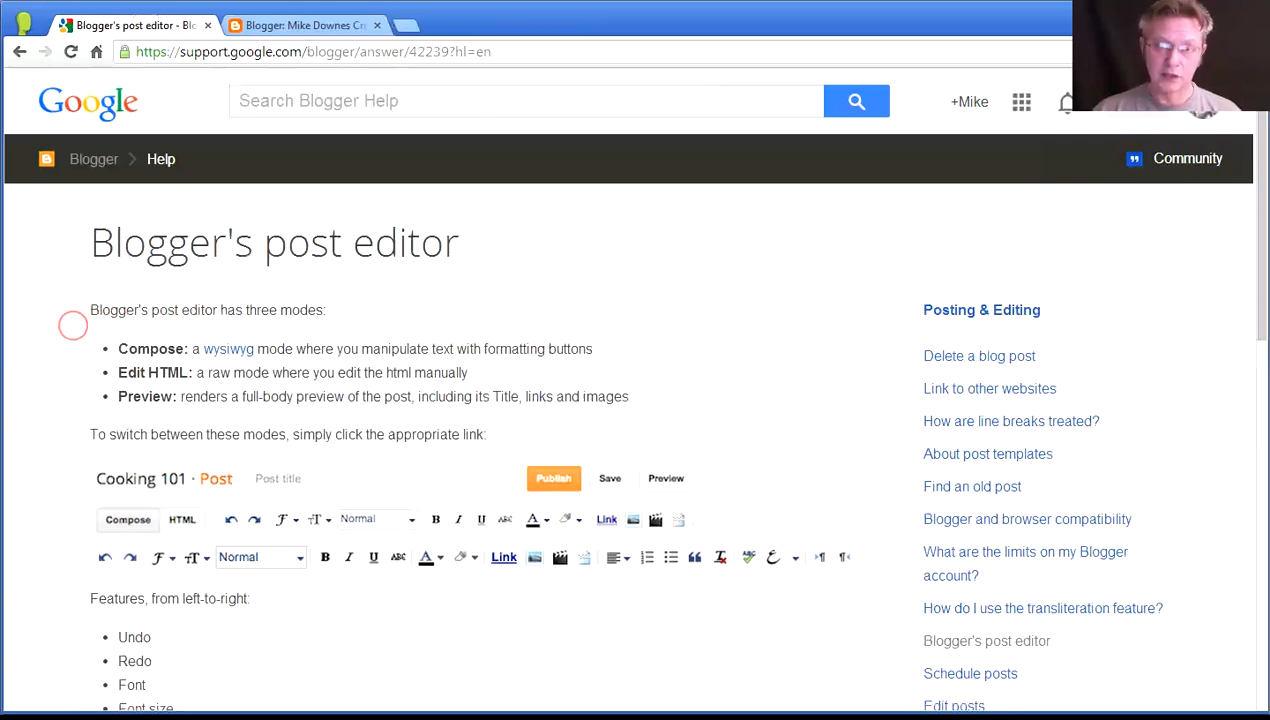 Blogger's post editor - Blo
Blogger: Mike Downes Cr
https://support.google.com/blogger/answer/42239?hl=en
Google
Search Blogger Help
+Mike
Blogger
Help
Community
Blogger's post editor
Blogger's post editor has three modes:
Compose: a wysiwyg mode where you manipulate text with formatting buttons
Edit HTML: a raw mode where you edit the html manually
Preview: renders a full-body preview of the post, including its Title, links and images
To switch between these modes, simply click the appropriate link:
Cooking 101 · Post Post title Publish Save Preview
Compose HTML Normal B I U ABC A Link
Normal B I U ABC A Link
Features, from left-to-right:
Undo
Redo
Font
Font size
Posting & Editing
Delete a blog post
Link to other websites
How are line breaks treated?
About post templates
Find an old post
Blogger and browser compatibility
What are the limits on my Blogger
account?
How do I use the transliteration feature?
Blogger's post editor
Schedule posts
Edit posts